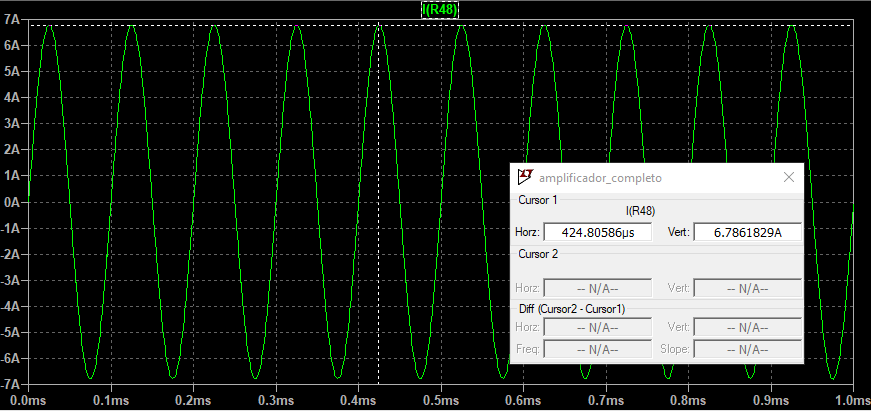 I(R48)
7A
6A
5A
4A
3A
2A
1A
0A
-1A
-2A
-3A
-4A
-5A
-6A
-7A
0.0ms 0.1ms 0.2ms 0.3ms 0.4ms 0.5ms 0.6ms 0.7ms 0.8ms 0.9ms 1.0ms
amplificador_completo
Cursor 1
I(R48)
Horz: 424.80586µs Vert: 6.7861829A
Cursor 2
Horz: -- N/A-- Vert: -- N/A--
Diff (Cursor2 - Cursor1)
Horz: -- N/A-- Vert: -- N/A--
Freq: -- N/A-- Slope: -- N/A--